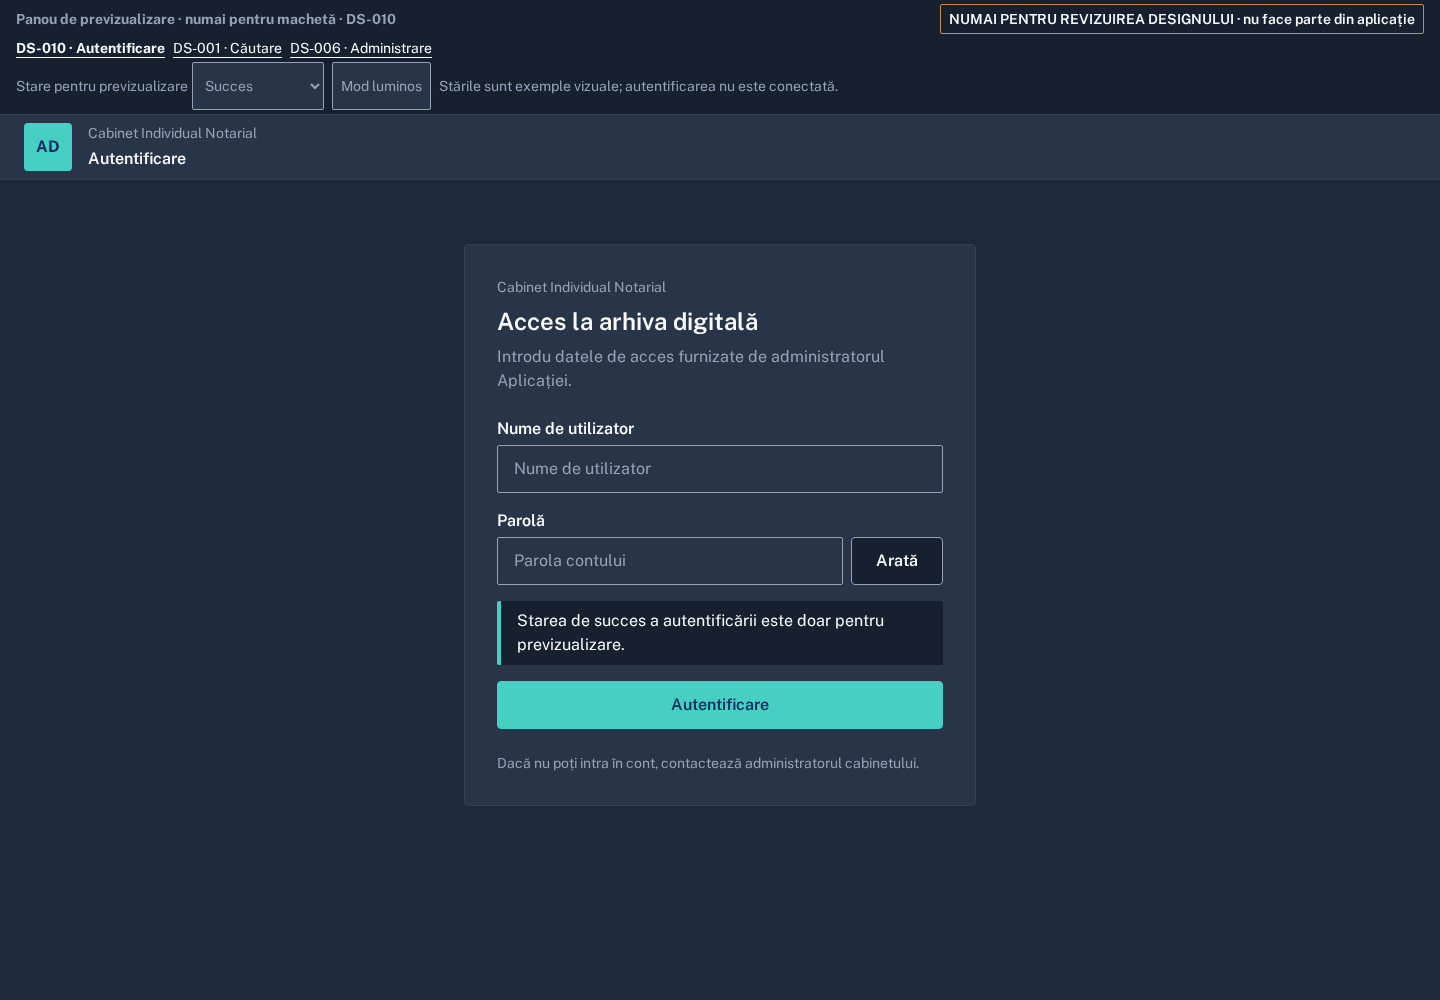 Panou de previzualizare · numai pentru machetă · DS-010
NUMAI PENTRU REVIZUIREA DESIGNULUI · nu face parte din aplicație
DS-010 · Autentificare DS-001 · Căutare DS-006 · Administrare
Stare pentru previzualizare Succes Mod luminos Stările sunt exemple vizuale; autentificarea nu este conectată.
AD
Cabinet Individual Notarial
Autentificare
Cabinet Individual Notarial
Acces la arhiva digitală
Introdu datele de acces furnizate de administratorul
Aplicației.
Nume de utilizator
Nume de utilizator
Parolă
Parola contului Arată
Starea de succes a autentificării este doar pentru
previzualizare.
Autentificare
Dacă nu poți intra în cont, contactează administratorul cabinetului.